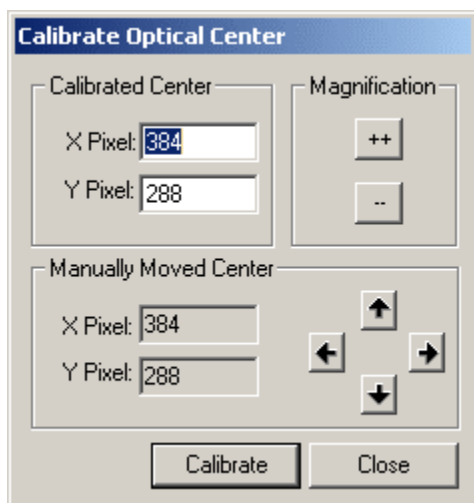 Calibrate Optical Center
Calibrated Center
X Pixel: 384
Y Pixel: 288
Magnification
++
--
Manually Moved Center
X Pixel: 384
Y Pixel: 288
Calibrate
Close